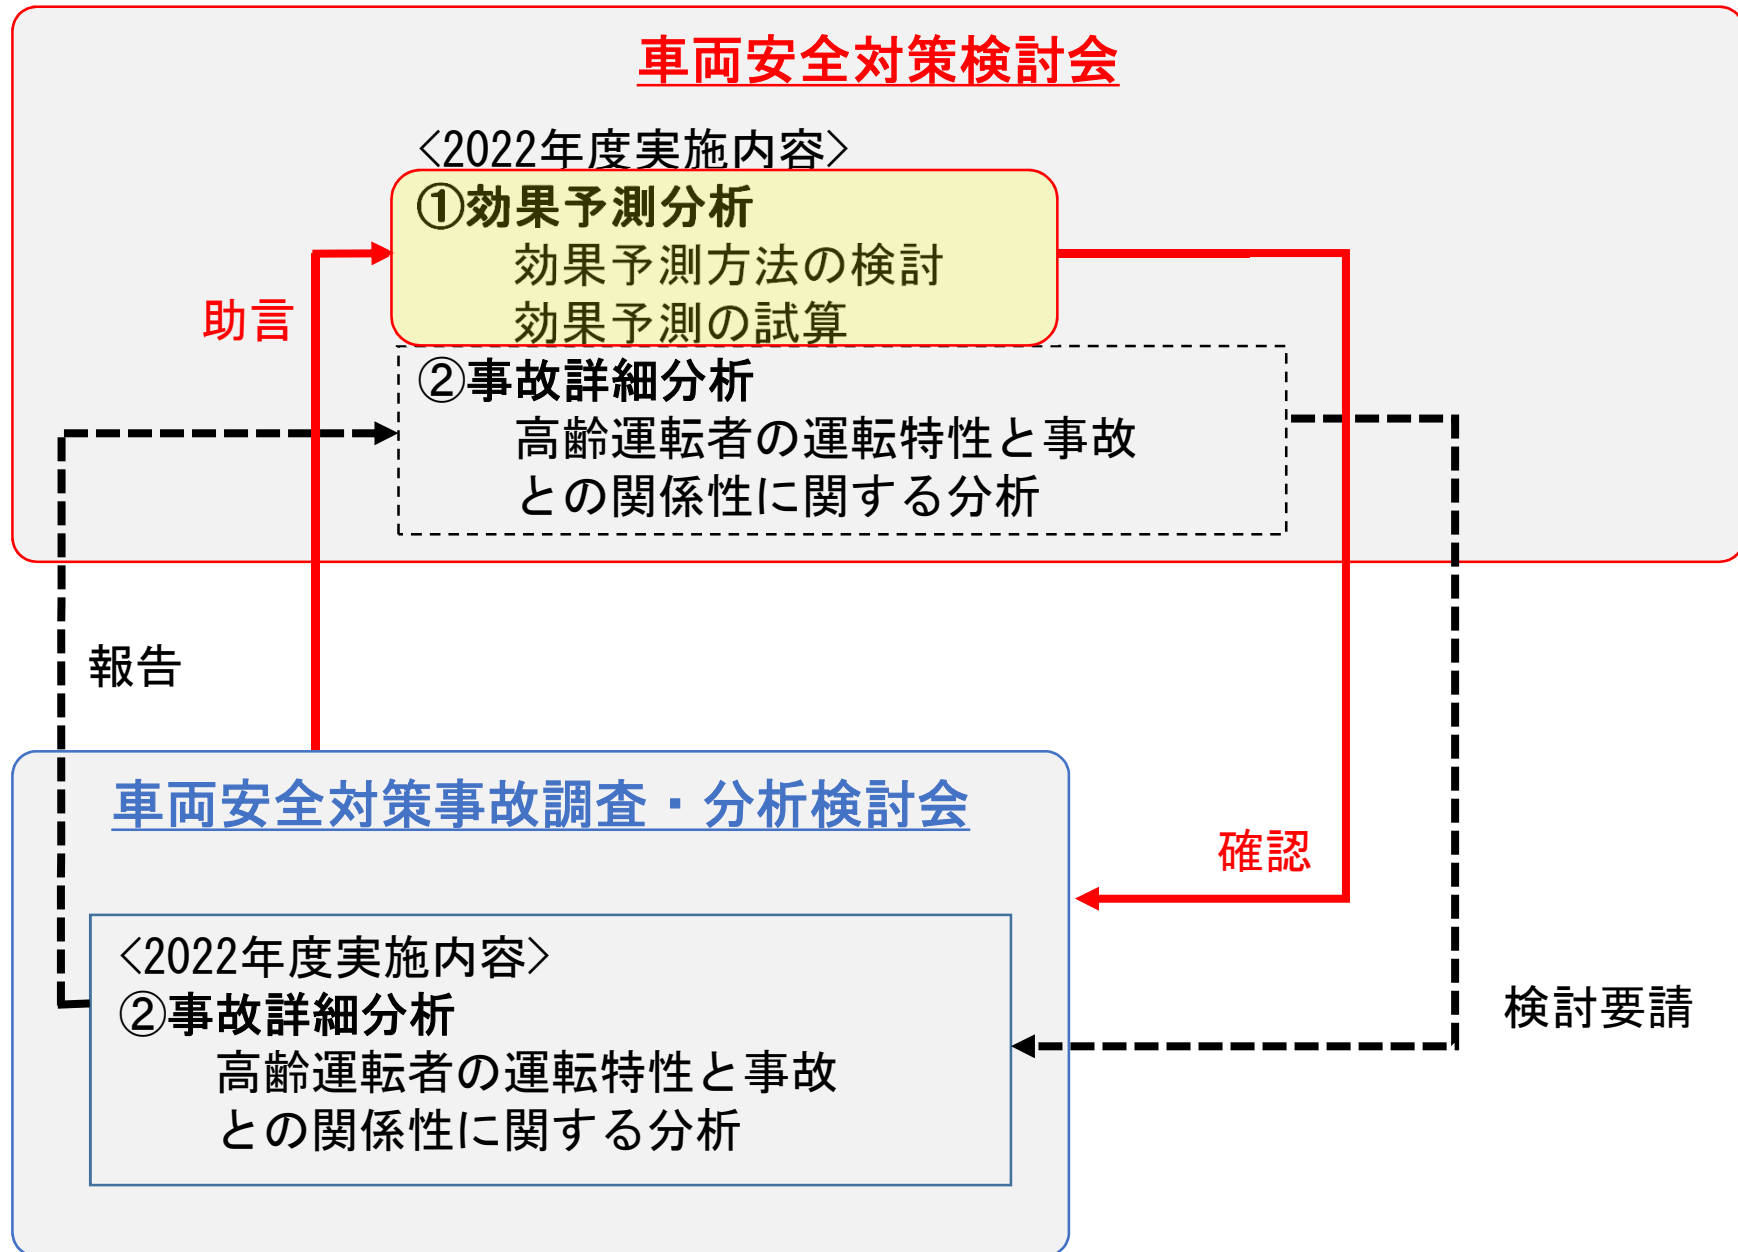 車両安全対策検討会
<2022年度実施内容>
①効果予測分析
効果予測方法の検討
効果予測の試算
助言
②事故詳細分析
高齢運転者の運転特性と事故
との関係性に関する分析
報告
車両安全対策事故調査・分析検討会
確認
<2022年度実施内容>
②事故詳細分析
高齢運転者の運転特性と事故
との関係性に関する分析
検討要請